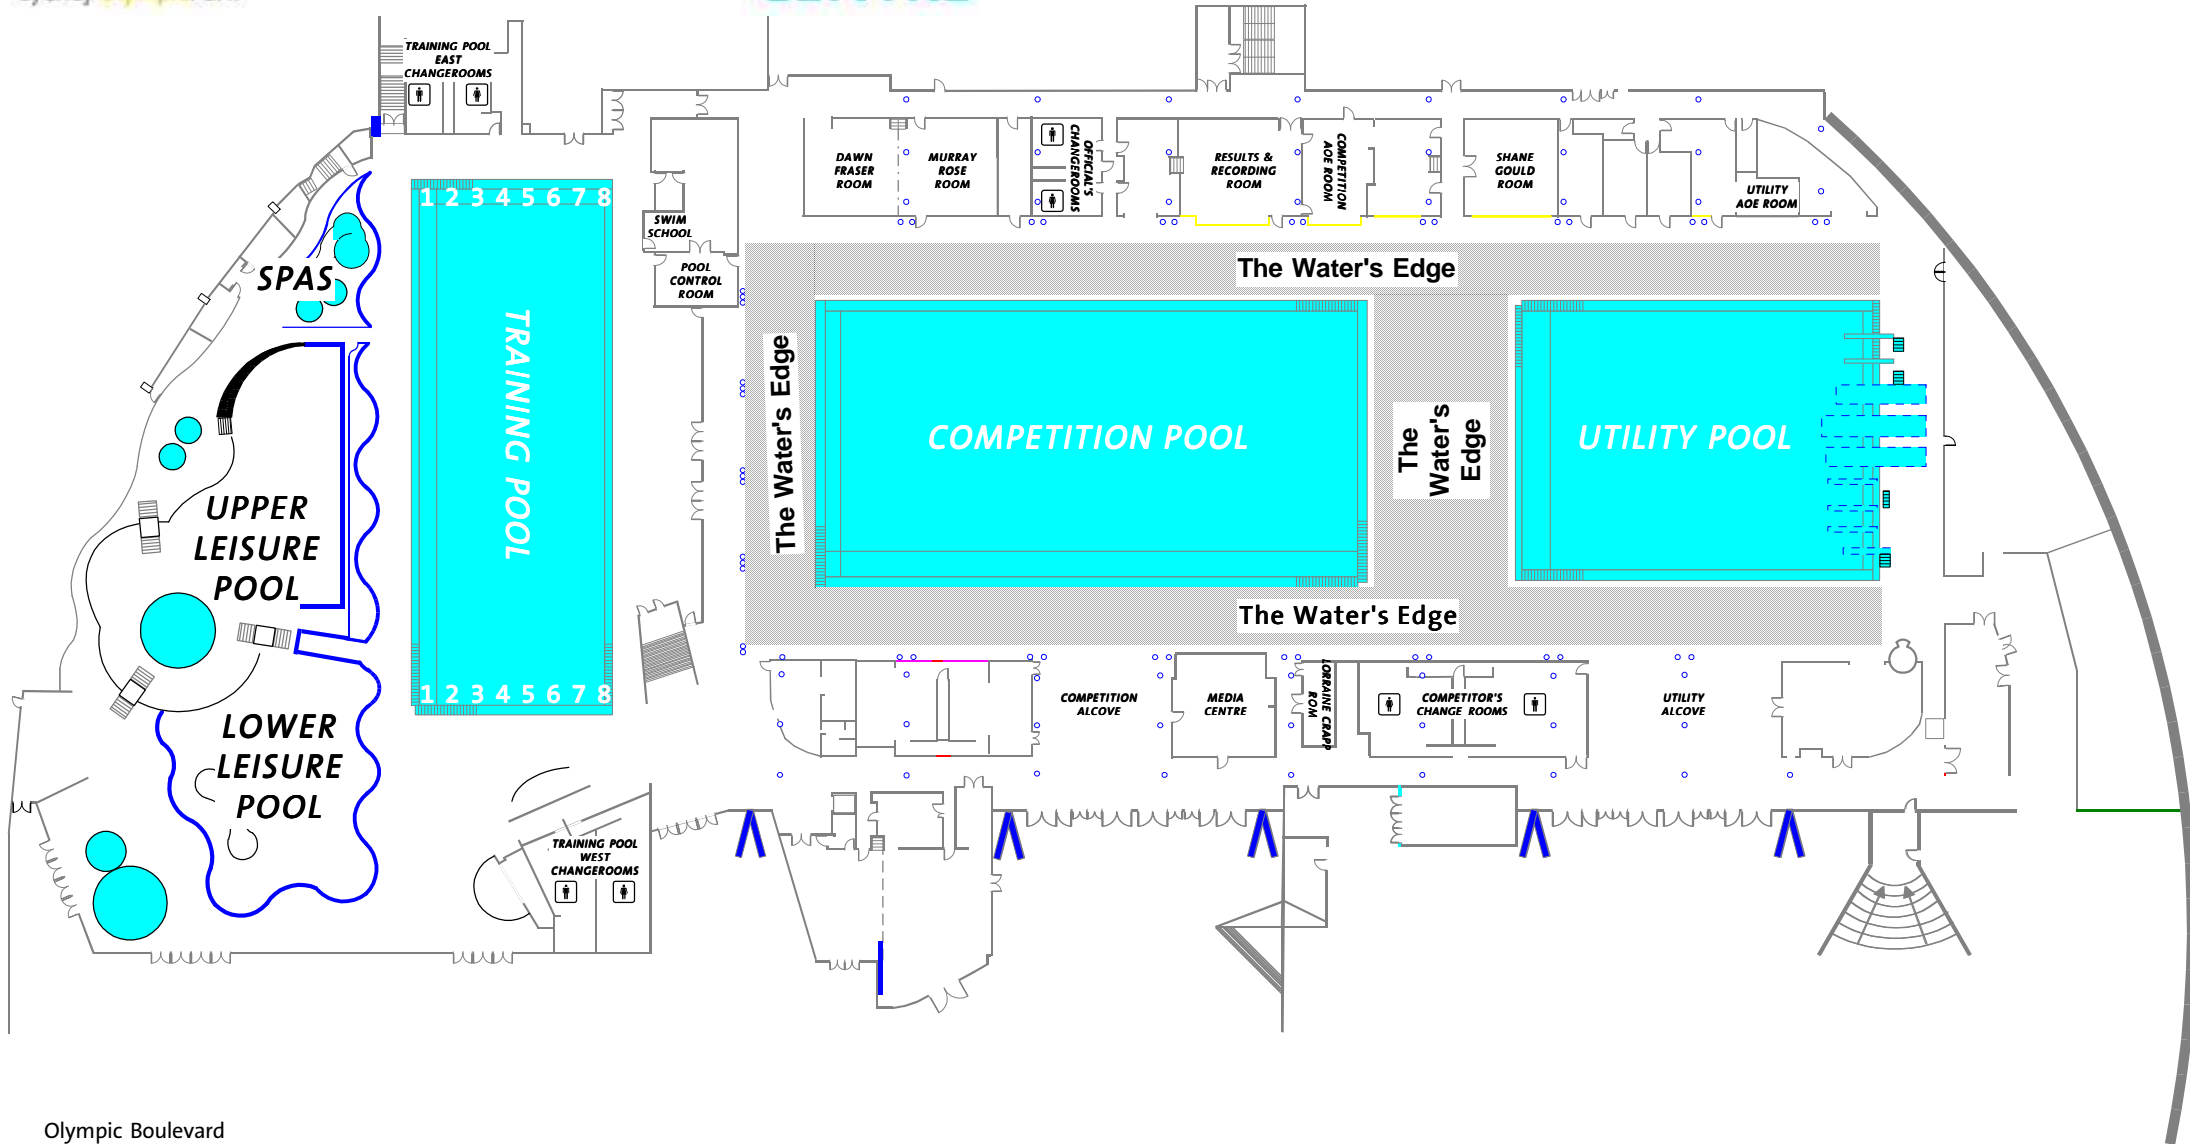 TRAINING POOL
EAST
CHANGEROOMS
1 2 3 4 5 6 7 8
SWIM
SCHOOL
POOL
CONTROL
ROOM
DAWN
FRASER
ROOM
MURRAY
ROSE
ROOM
OFFICIAL'S
CHANGEROOMS
RESULTS &
RECORDING
ROOM
COMPETITION
AOE ROOM
SHANE
GOULD
ROOM
UTILITY
AOE ROOM
SPAS
The Water's Edge
TRAINING POOL
The Water's Edge
COMPETITION POOL
The
Water's
Edge
UTILITY POOL
UPPER
LEISURE
POOL
The Water's Edge
1 2 3 4 5 6 7 8
LOWER
LEISURE
POOL
COMPETITION
ALCOVE
MEDIA
CENTRE
LORRAINE CRAPP
ROM
COMPETITOR'S
CHANGE ROOMS
UTILITY
ALCOVE
TRAINING POOL
WEST
CHANGEROOMS
Olympic Boulevard